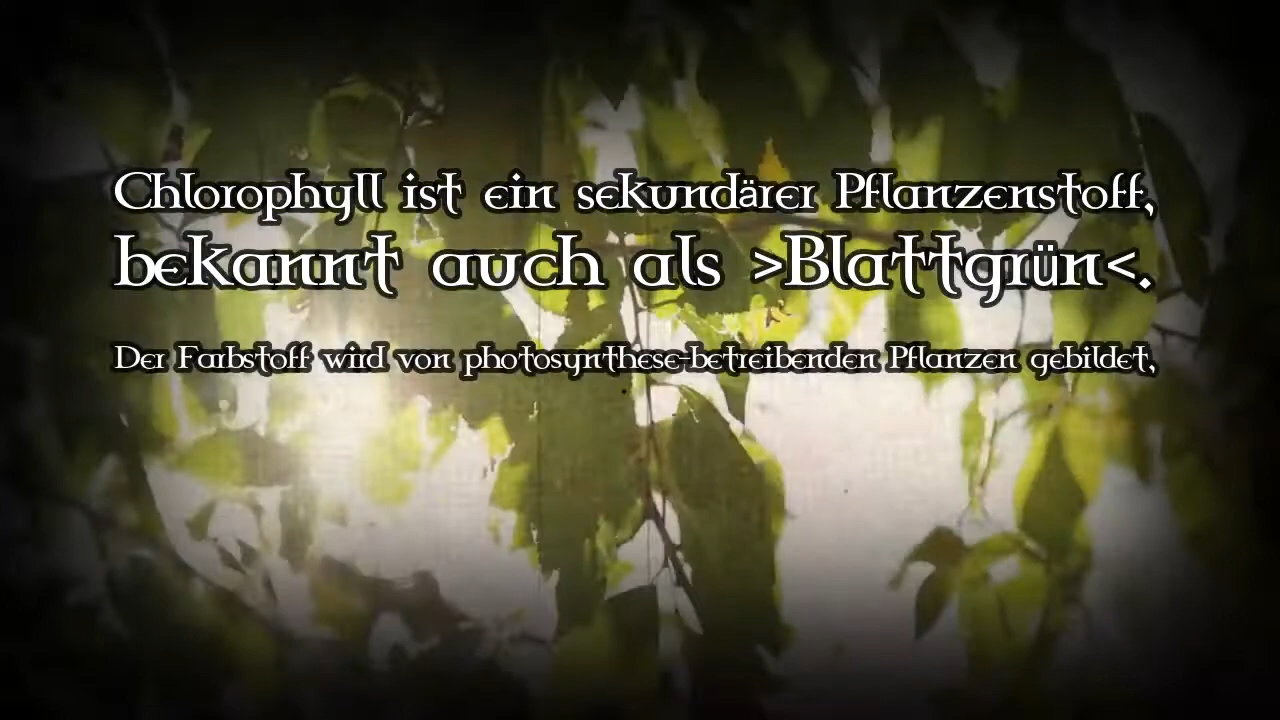 Chlorophyll ist ein sekundärer Pflanzenstoff,
bekannt auch als >Blattgrün<.
Der Farbstoff wird von photosynthese-betreibenden Pflanzen gebildet,